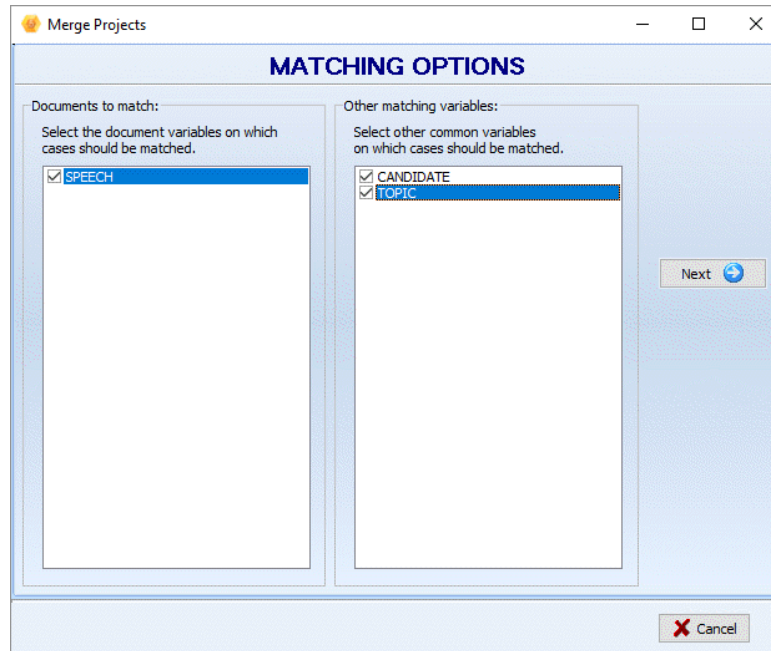 Merge Projects
MATCHING OPTIONS
Documents to match:
Select the document variables on which
cases should be matched.
SPEECH
Other matching variables:
Select other common variables
on which cases should be matched.
CANDIDATE
TOPIC
Next
Cancel